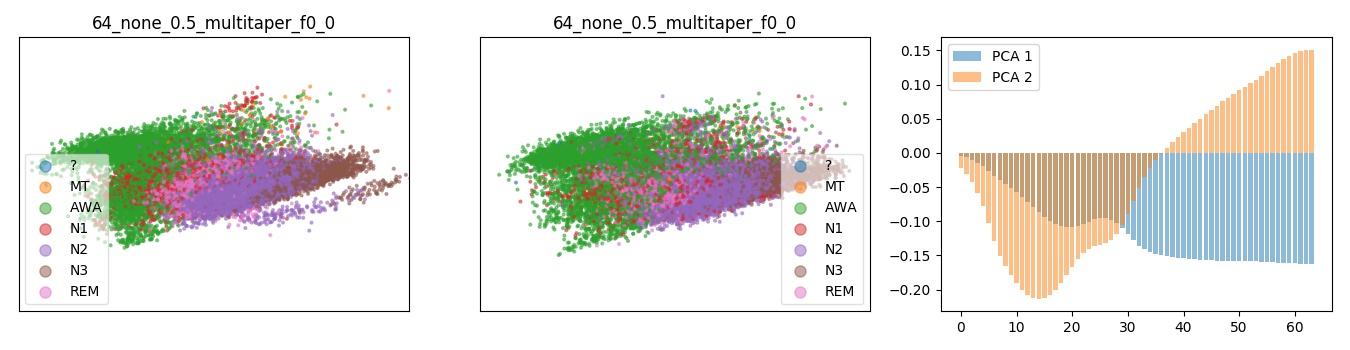 64_none_0.5_multitaper_f0_0
?
MT
AWA
N1
N2
N3
REM
64_none_0.5_multitaper_f0_0
?
MT
AWA
N1
N2
N3
REM
PCA 1
PCA 2
0.15
0.10
0.05
0.00
−0.05
−0.10
−0.15
−0.20
0 10 20 30 40 50 60